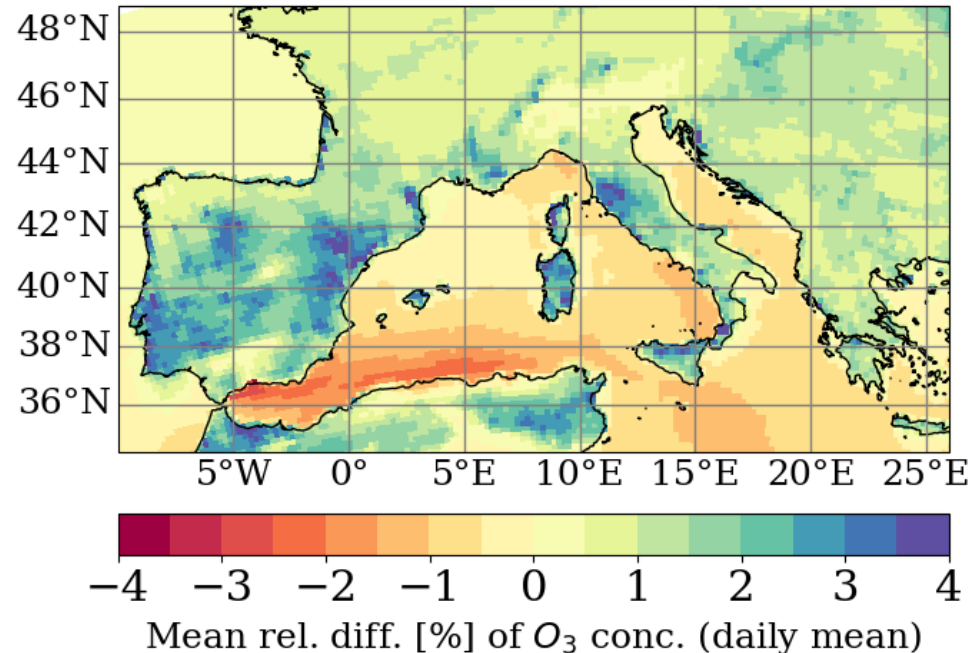 48°N
46°N
44°N
42°N
40°N
38°N
36°N
5°W 0° 5°E 10°E 15°E 20°E 25°E
−4 −3 −2 −1 0 1 2 3 4
Mean rel. diff. [%] of O₃ conc. (daily mean)